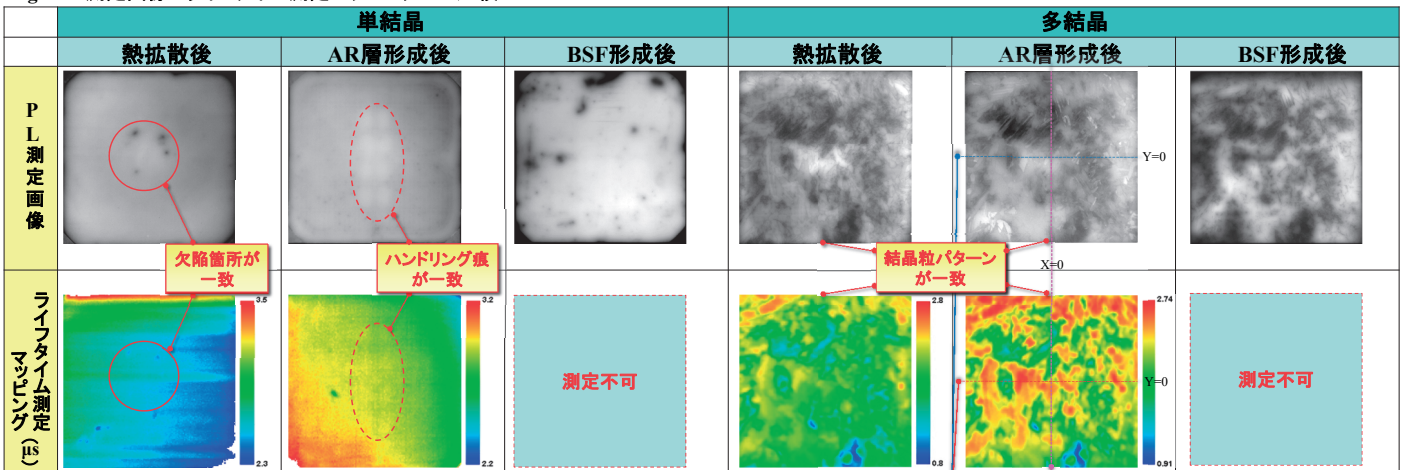 単結晶
多結晶
熱拡散後
AR層形成後
BSF形成後
熱拡散後
AR層形成後
BSF形成後
PL測定画像
Y=0
欠陥箇所が
一致
ハンドリング痕
が一致
結晶粒パターン
が一致
X=0
ライフタイム測定
マッピング(μs)
3.5
2.3
3.2
2.2
測定不可
2.8
0.8
2.74
Y=0
0.91
測定不可